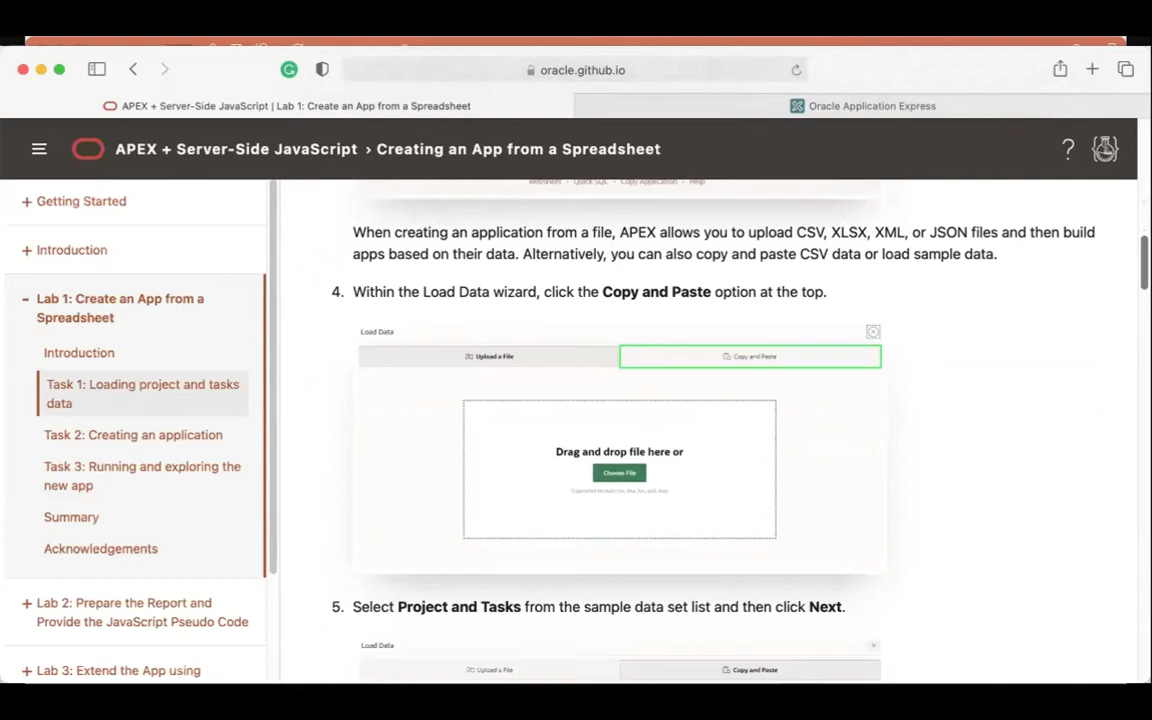 oracle.github.io
APEX + Server-Side JavaScript | Lab 1: Create an App from a Spreadsheet
Oracle Application Express
APEX + Server-Side JavaScript › Creating an App from a Spreadsheet
?
+ Getting Started
+ Introduction
- Lab 1: Create an App from a
Spreadsheet
Introduction
Task 1: Loading project and tasks
data
Task 2: Creating an application
Task 3: Running and exploring the
new app
Summary
Acknowledgements
+ Lab 2: Prepare the Report and
Provide the JavaScript Pseudo Code
+ Lab 3: Extend the App using
Websheet • Quick SQL • Copy Application • Help
When creating an application from a file, APEX allows you to upload CSV, XLSX, XML, or JSON files and then build
apps based on their data. Alternatively, you can also copy and paste CSV data or load sample data.
4. Within the Load Data wizard, click the Copy and Paste option at the top.
Load Data
Upload a File
Copy and Paste
Drag and drop file here or
Choose File
5. Select Project and Tasks from the sample data set list and then click Next.
Load Data
Upload a File
Copy and Paste